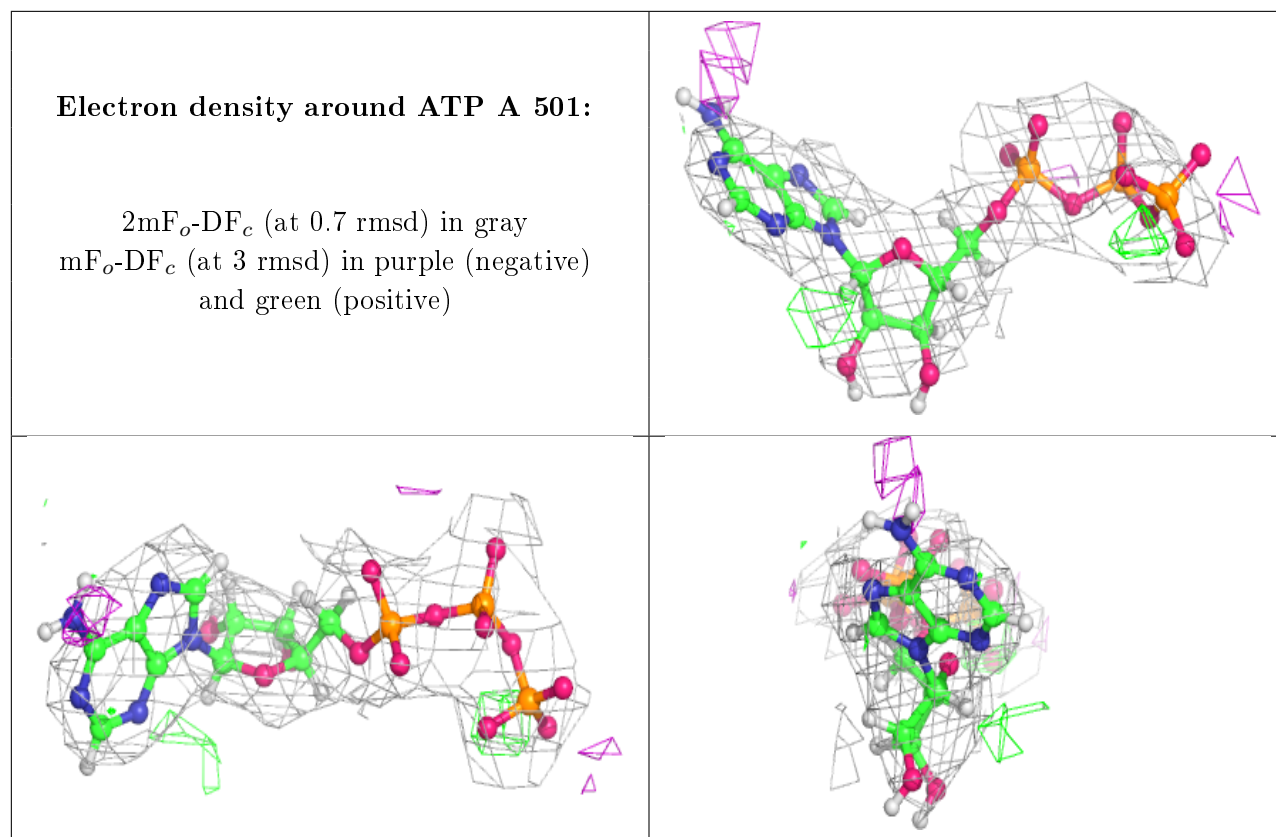 Electron density around ATP A 501:
2mFo-DFc (at 0.7 rmsd) in gray
mFo-DFc (at 3 rmsd) in purple (negative)
and green (positive)